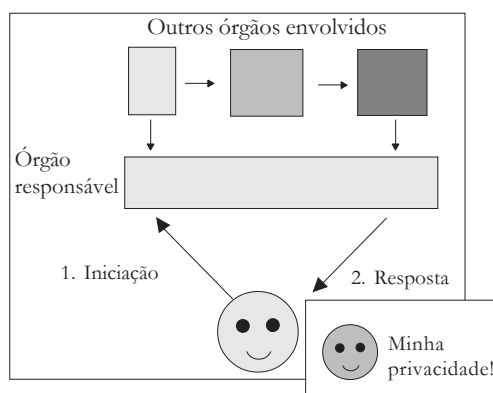 Outros órgãos envolvidos
Órgão
responsável
1. Iniciação
2. Resposta
Minha
privacidade!